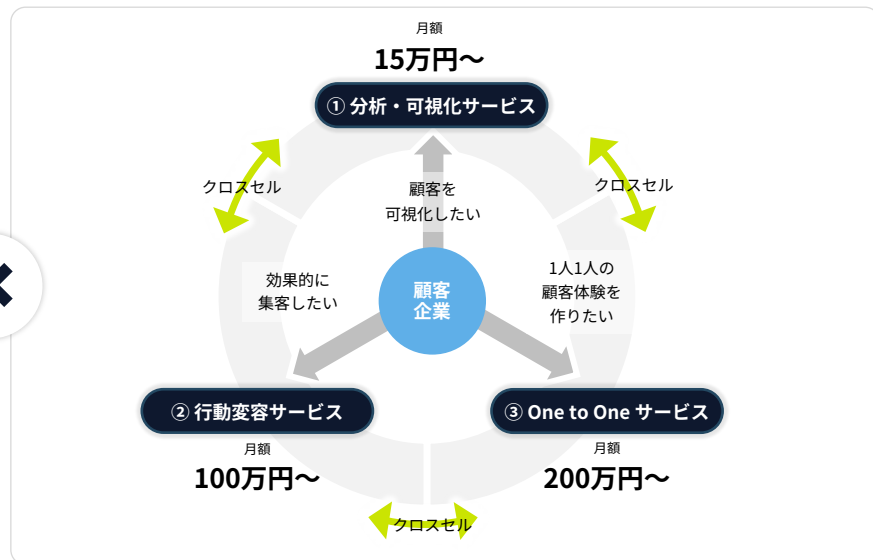 月額
15万円〜
① 分析・可視化サービス
クロスセル
クロスセル
顧客を
可視化したい
効果的に
集客したい
顧客
企業
1人1人の
顧客体験を
作りたい
② 行動変容サービス
月額
100万円〜
③ One to One サービス
月額
200万円〜
クロスセル